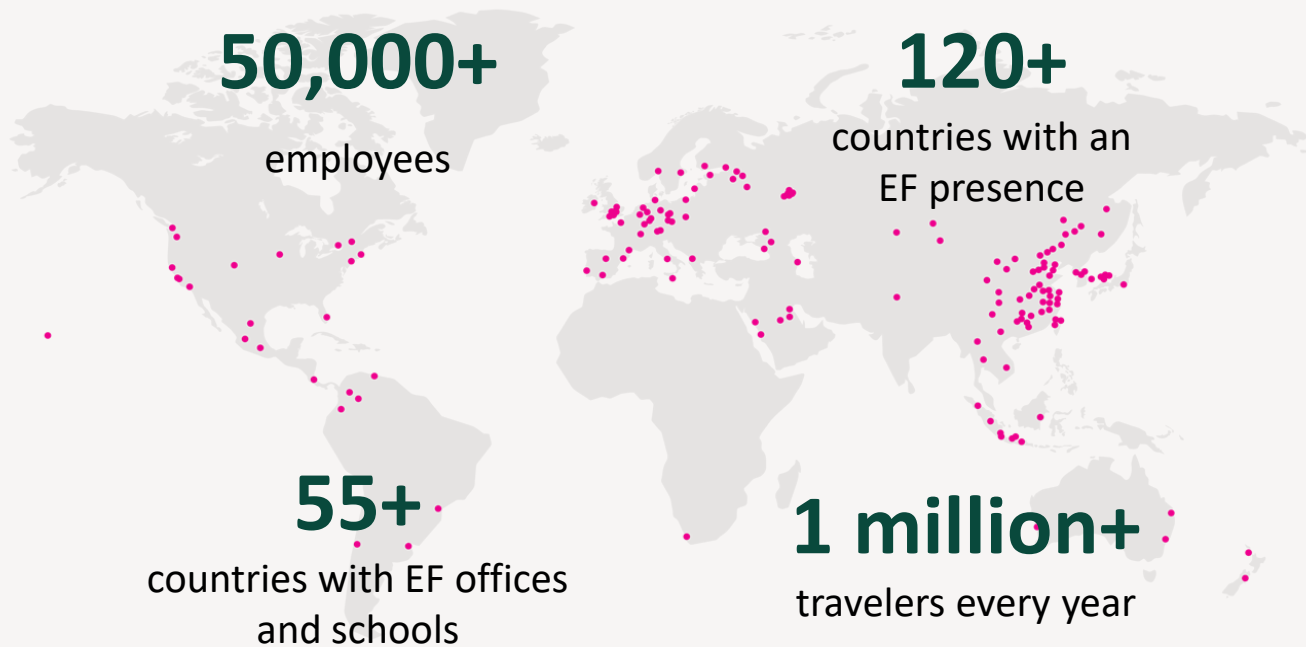 50,000+
employees
120+
countries with an
EF presence
55+
countries with EF offices
and schools
1 million+
travelers every year